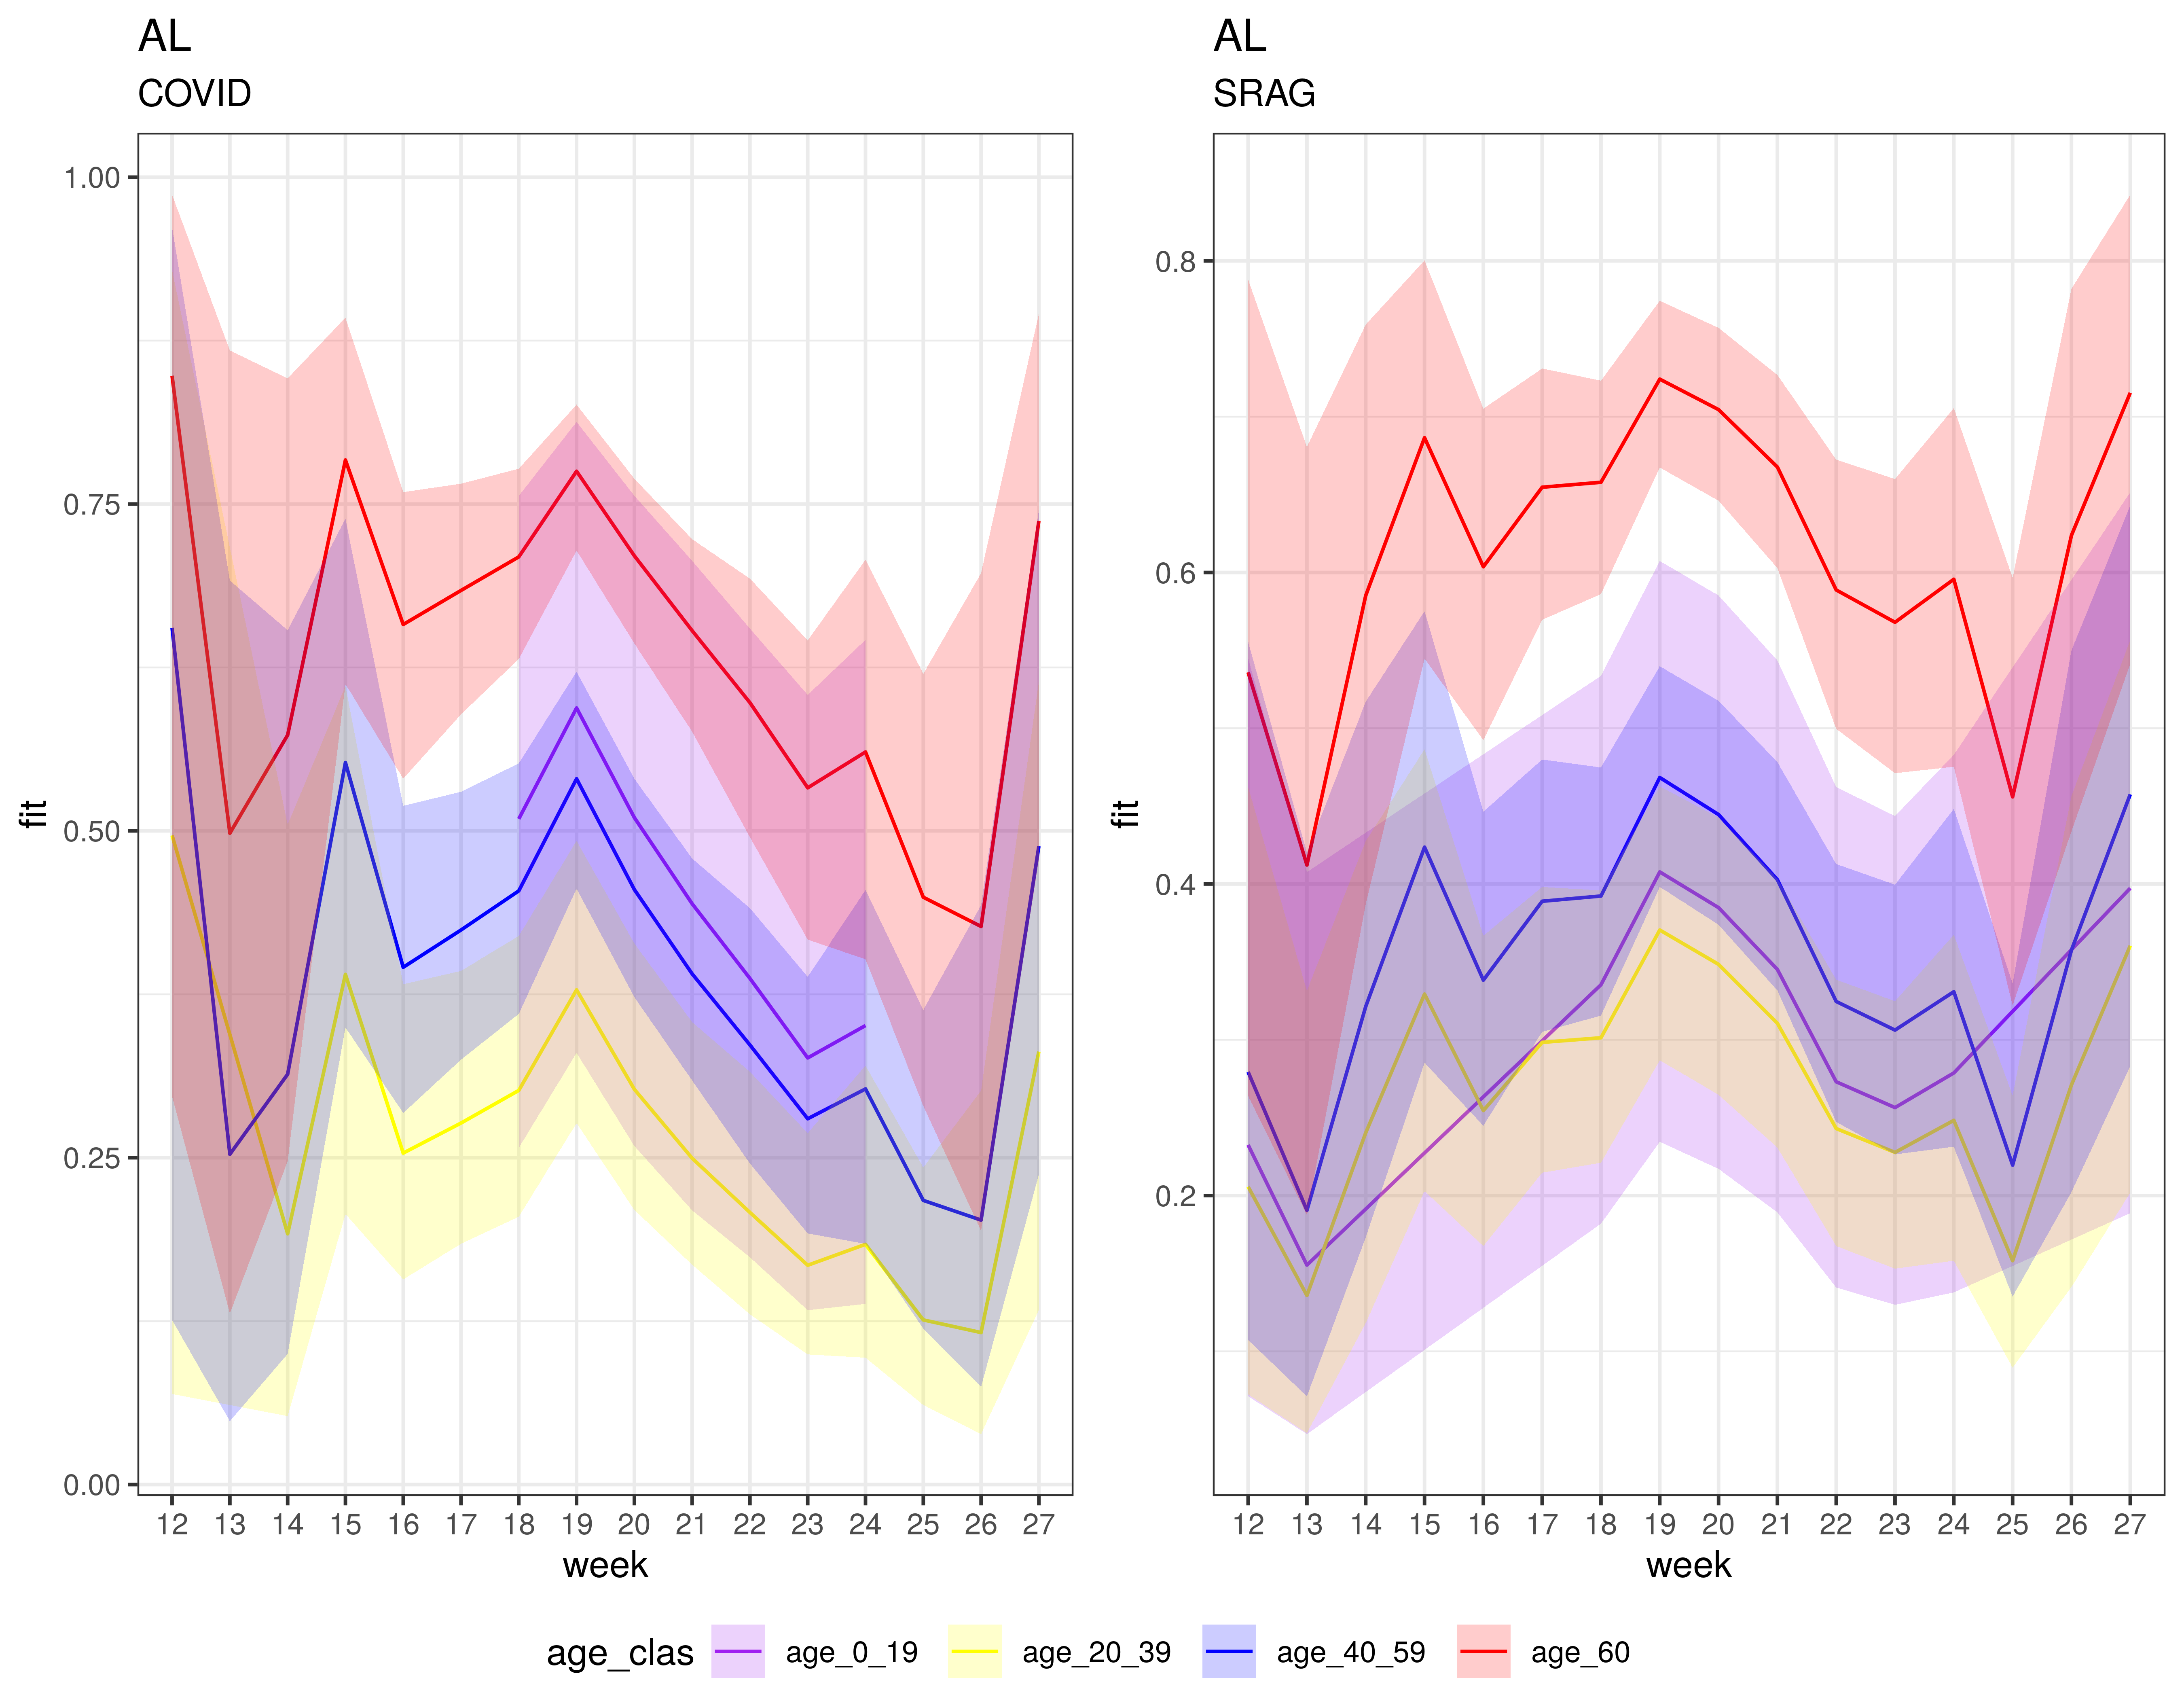 AL
COVID
1.00
0.75
0.50
0.25
0.00
fit
12 13 14 15 16 17 18 19 20 21 22 23 24 25 26 27
week
AL
SRAG
0.8
0.6
0.4
0.2
fit
12 13 14 15 16 17 18 19 20 21 22 23 24 25 26 27
week
age_clas age_0_19 age_20_39 age_40_59 age_60